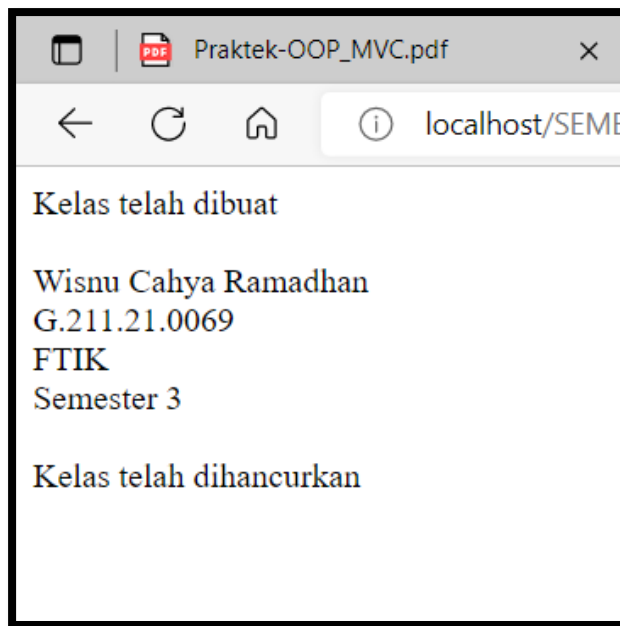 PDF Praktek-OOP_MVC.pdf
localhost/SEME
Kelas telah dibuat
Wisnu Cahya Ramadhan
G.211.21.0069
FTIK
Semester 3
Kelas telah dihancurkan